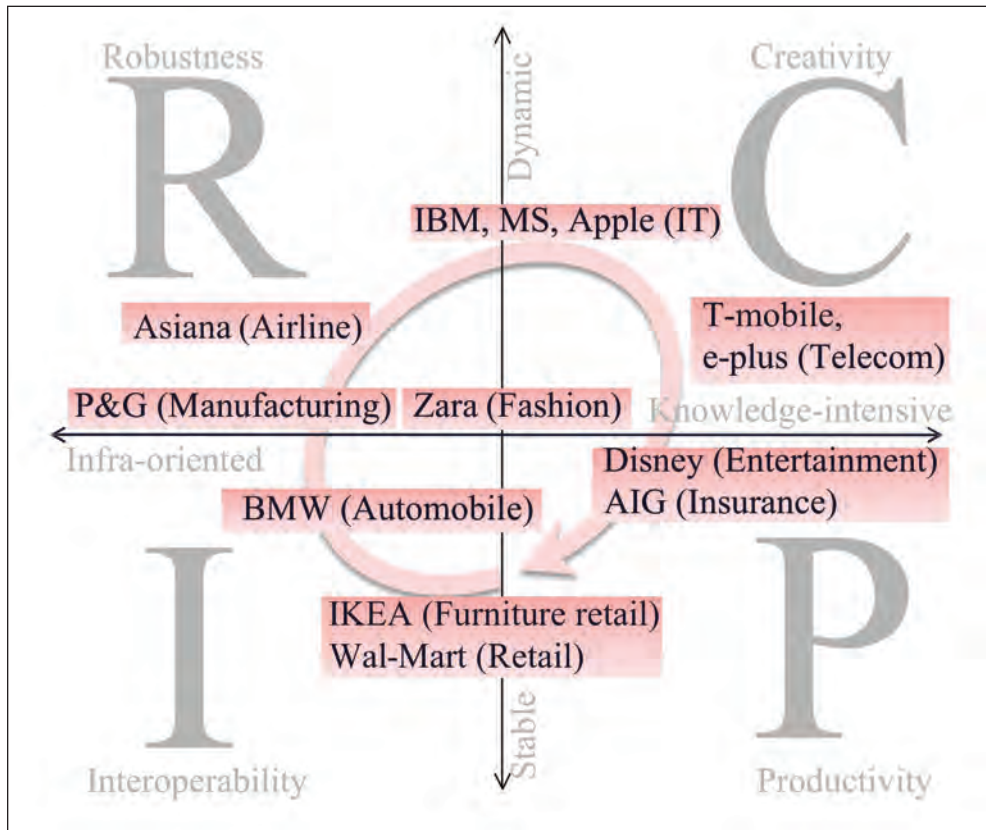 Robustness
Creativity
R
C
Dynamic
IBM, MS, Apple (IT)
Asiana (Airline)
T-mobile,
e-plus (Telecom)
P&G (Manufacturing)
Zara (Fashion)
Knowledge-intensive
Infra-oriented
Disney (Entertainment)
AIG (Insurance)
BMW (Automobile)
I
P
IKEA (Furniture retail)
Wal-Mart (Retail)
Stable
Interoperability
Productivity